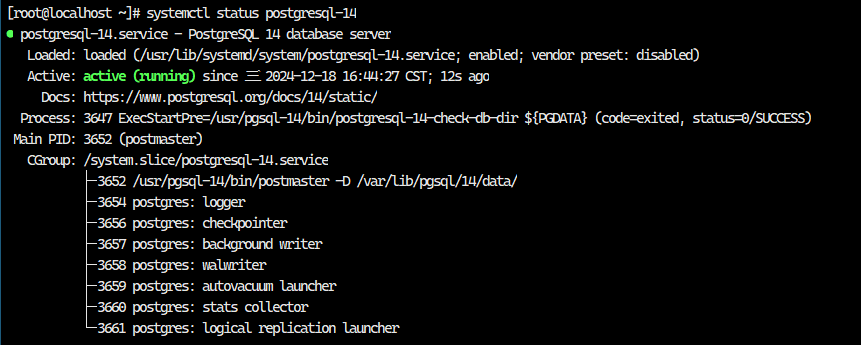 [root@localhost ~]# systemctl status postgresql-14
● postgresql-14.service - PostgreSQL 14 database server
Loaded: loaded (/usr/lib/systemd/system/postgresql-14.service; enabled; vendor preset: disabled)
Active: active (running) since 三 2024-12-18 16:44:27 CST; 12s ago
Docs: https://www.postgresql.org/docs/14/static/
Process: 3647 ExecStartPre=/usr/pgsql-14/bin/postgresql-14-check-db-dir ${PGDATA} (code=exited, status=0/SUCCESS)
Main PID: 3652 (postmaster)
CGroup: /system.slice/postgresql-14.service
├─3652 /usr/pgsql-14/bin/postmaster -D /var/lib/pgsql/14/data/
├─3654 postgres: logger
├─3656 postgres: checkpointer
├─3657 postgres: background writer
├─3658 postgres: walwriter
├─3659 postgres: autovacuum launcher
├─3660 postgres: stats collector
└─3661 postgres: logical replication launcher